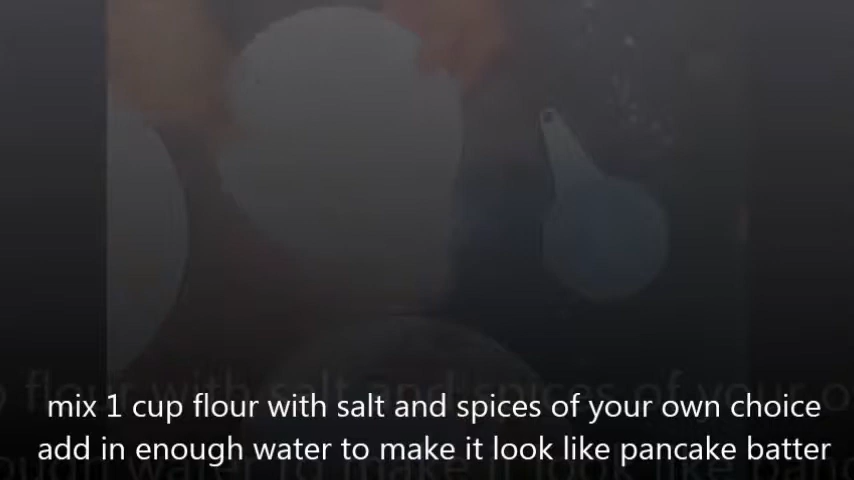 mix 1 cup flour with salt and spices of your own choice
add in enough water to make it look like pancake batter